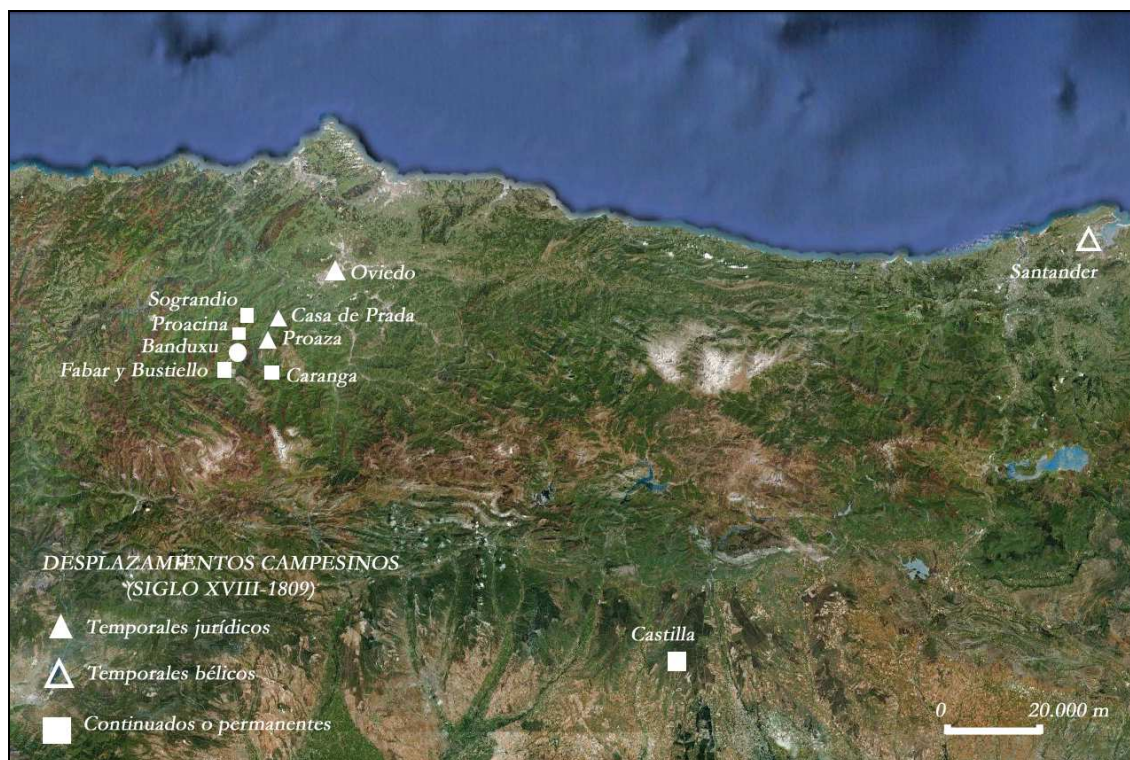 Oviedo
Santander
Sograndio
Casa de Prada
Proacina
Proaza
Banduxu
Fabar y Bustiello
Caranga
DESPLAZAMIENTOS CAMPESINOS
(SIGLO XVIII-1809)
Temporales jurídicos
Temporales bélicos
Continuados o permanentes
Castilla
0 20.000 m